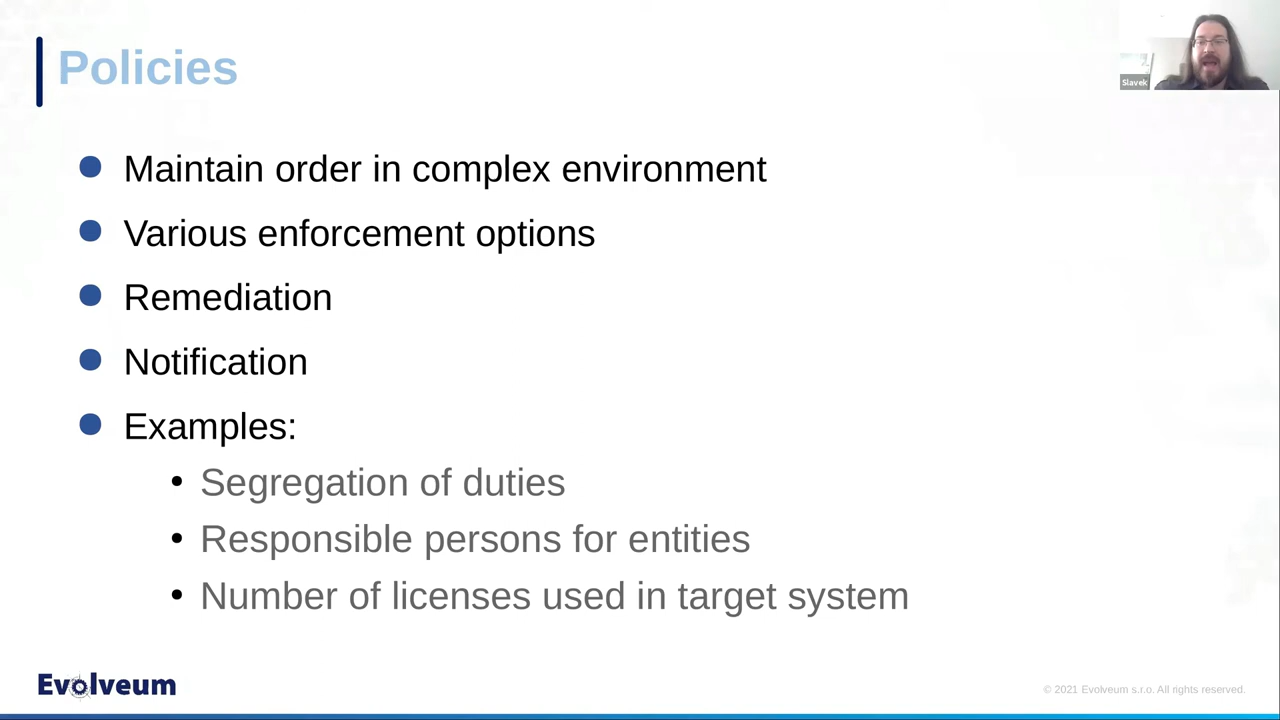 Policies
Slavek
Maintain order in complex environment
Various enforcement options
Remediation
Notification
Examples:
Segregation of duties
Responsible persons for entities
Number of licenses used in target system
Evolveum
© 2021 Evolveum s.r.o. All rights reserved.